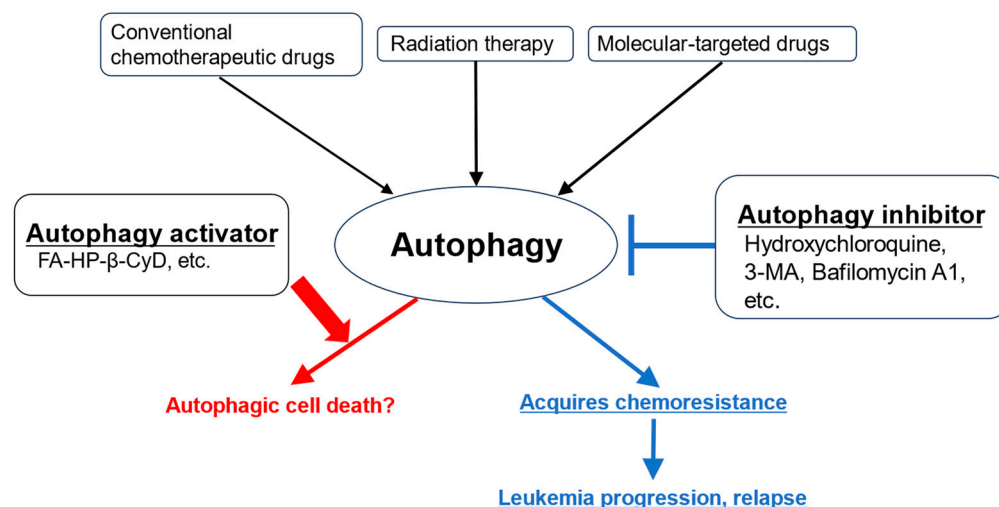 Conventional
chemotherapeutic drugs
Radiation therapy
Molecular-targeted drugs
Autophagy activator
FA-HP-β-CyD, etc.
Autophagy
Autophagy inhibitor
Hydroxychloroquine,
3-MA, Bafilomycin A1,
etc.
Autophagic cell death?
Acquires chemoresistance
Leukemia progression, relapse